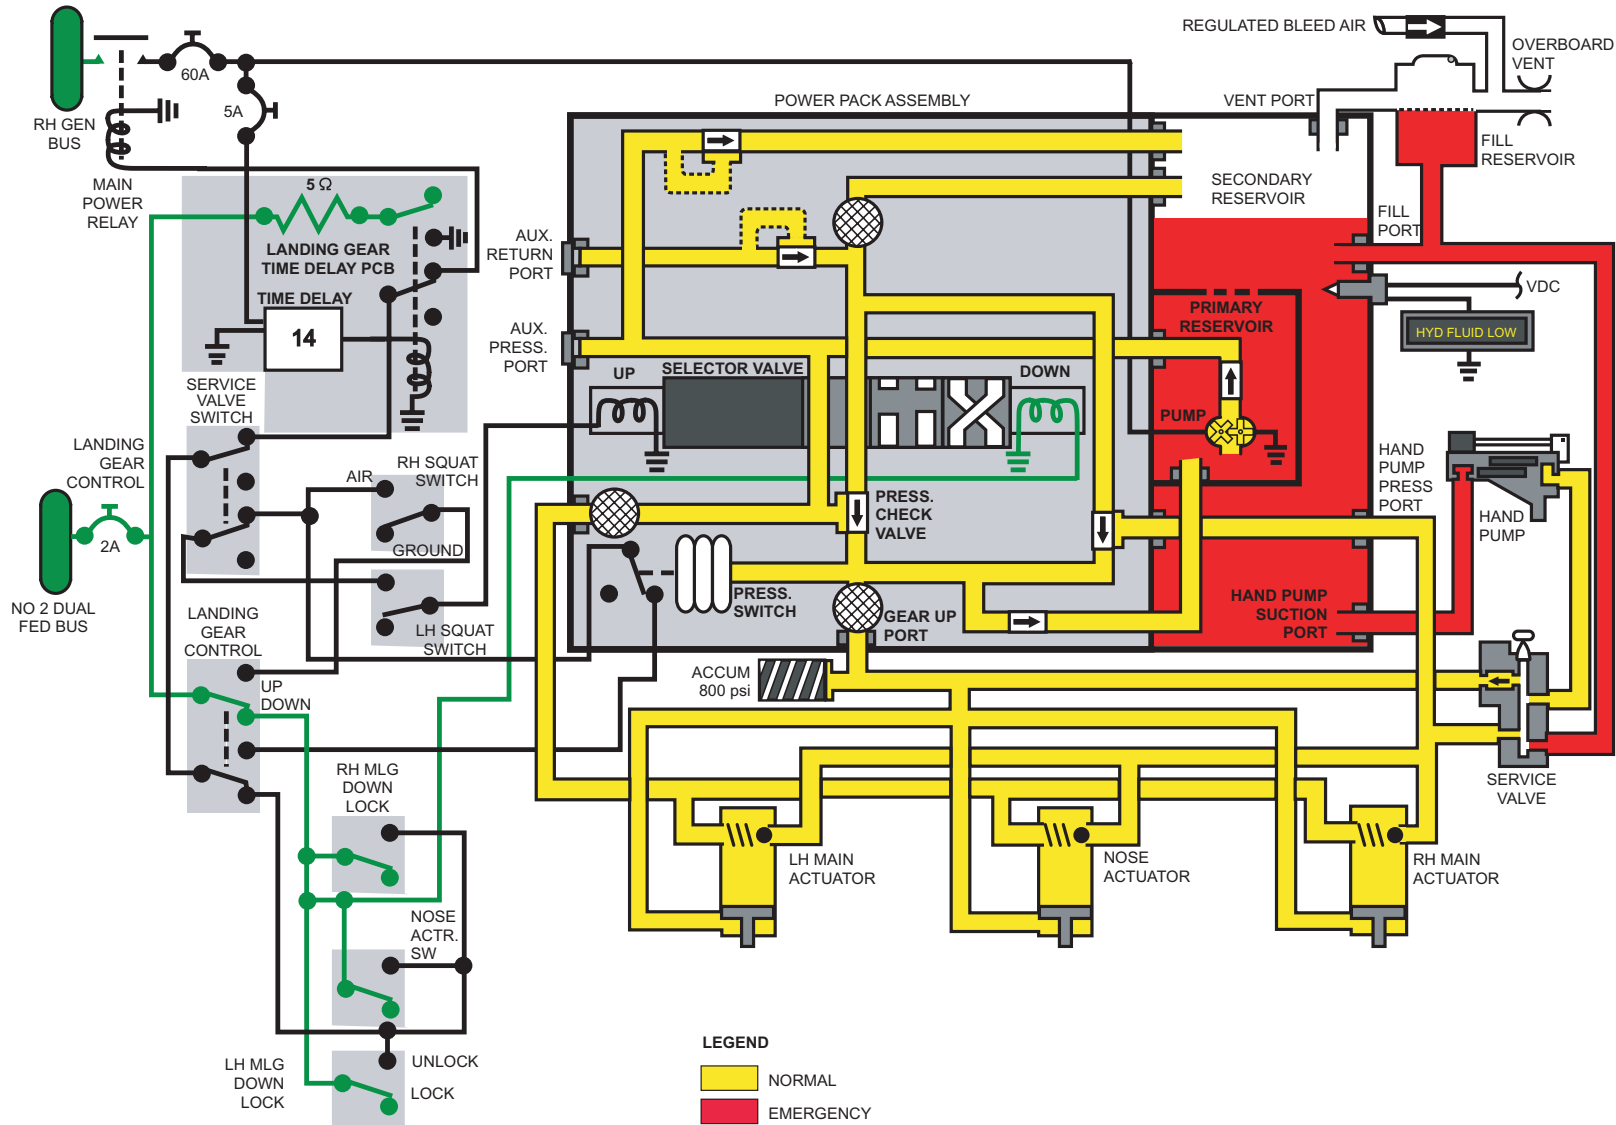 REGULATED BLEED AIR
OVERBOARD
VENT
60A
5A
RH GEN
BUS
POWER PACK ASSEMBLY
VENT PORT
FILL
RESERVOIR
MAIN
POWER
RELAY
5 Ω
LANDING GEAR
TIME DELAY PCB
TIME DELAY
14
AUX.
RETURN
PORT
SECONDARY
RESERVOIR
FILL
PORT
VDC
HYD FLUID LOW
PRIMARY
RESERVOIR
AUX.
PRESS.
PORT
UP
SELECTOR VALVE
DOWN
PUMP
SERVICE
VALVE
SWITCH
LANDING
GEAR
CONTROL
2A
NO 2 DUAL
FED BUS
AIR
RH SQUAT
SWITCH
GROUND
LH SQUAT
SWITCH
PRESS.
CHECK
VALVE
HAND
PUMP
PRESS
PORT
HAND
PUMP
PRESS.
SWITCH
GEAR UP
PORT
HAND PUMP
SUCTION
PORT
LANDING
GEAR
CONTROL
UP
DOWN
ACCUM
800 psi
SERVICE
VALVE
RH MLG
DOWN
LOCK
LH MAIN
ACTUATOR
NOSE
ACTUATOR
RH MAIN
ACTUATOR
NOSE
ACTR.
SW
LH MLG
DOWN
LOCK
UNLOCK
LOCK
LEGEND
NORMAL
EMERGENCY